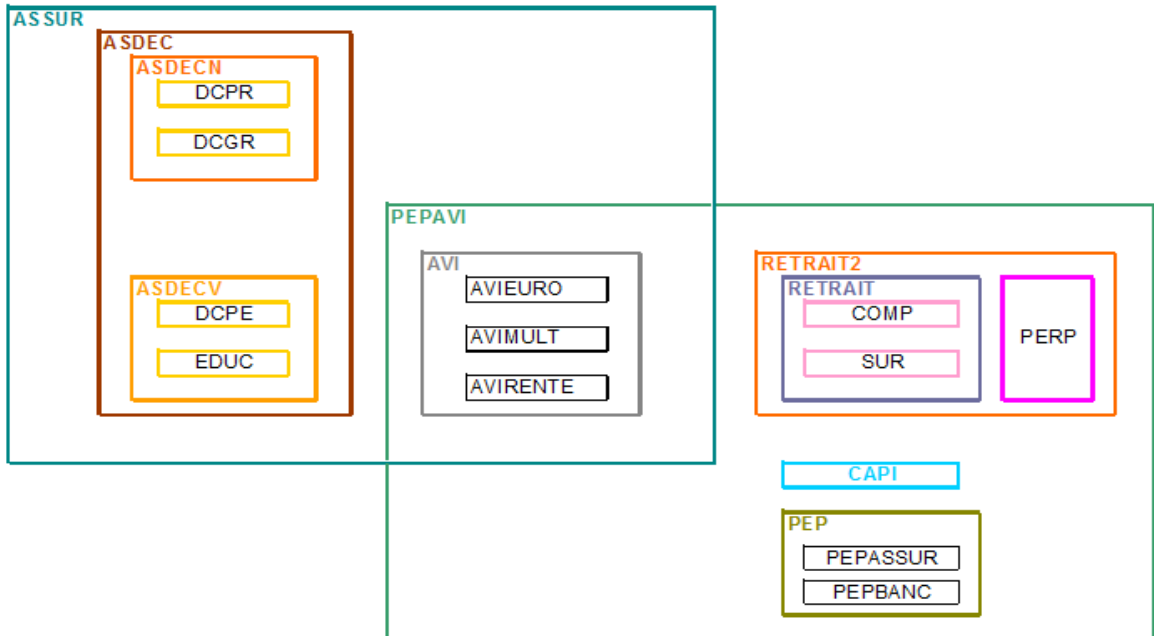 ASSUR
ASDEC
ASDECN
DCPR
DCGR
PEPAVI
AVI
RETRAIT2
ASDECV
AVIEURO
RETRAIT
DCPE
COMP
AVIMULT
PERP
EDUC
SUR
AVIRENTE
CAPI
PEP
PEPASSUR
PEPBANC